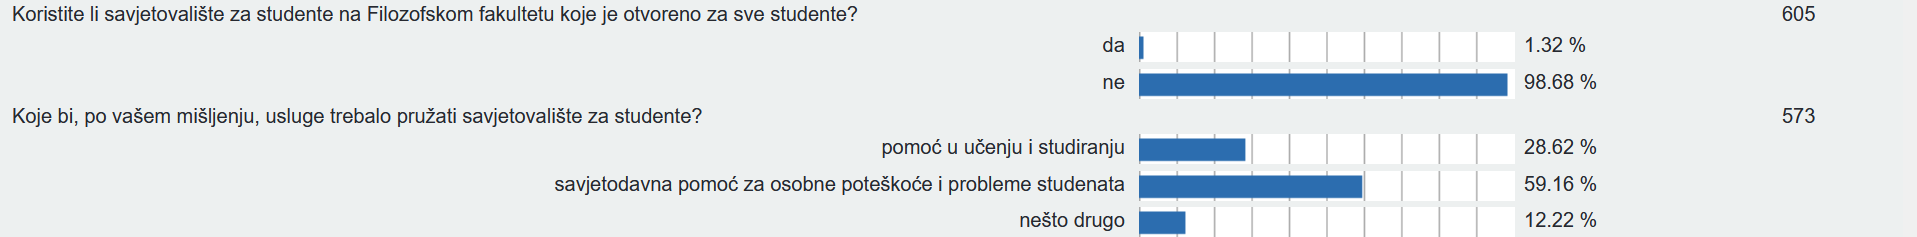 Koristite li savjetovalište za studente na Filozofskom fakultetu koje je otvoreno za sve studente? 605
da 1.32 %
ne 98.68 %
Koje bi, po vašem mišljenju, usluge trebalo pružati savjetovalište za studente? 573
pomoć u učenju i studiranju 28.62 %
savjetodavna pomoć za osobne poteškoće i probleme studenata 59.16 %
nešto drugo 12.22 %